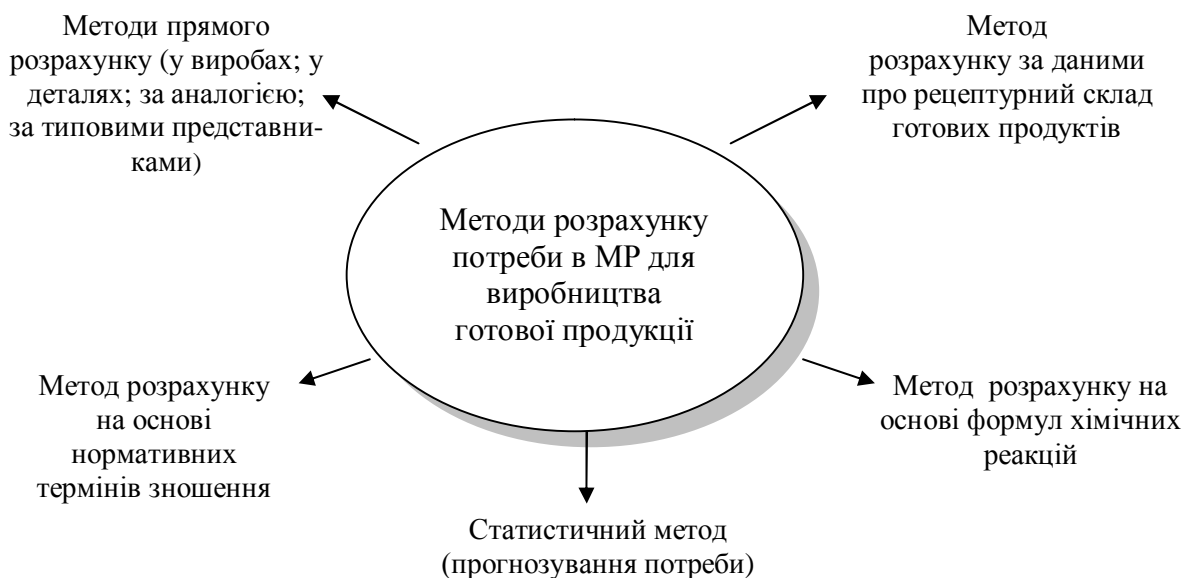 Методи прямого
розрахунку (у виробах; у
деталях; за аналогією;
за типовими представни-
ками)
Метод
розрахунку за даними
про рецептурний склад
готових продуктів
Методи розрахунку
потреби в МР для
виробництва
готової продукції
Метод розрахунку
на основі
нормативних
термінів зношення
Метод розрахунку на
основі формул хімічних
реакцій
Статистичний метод
(прогнозування потреби)